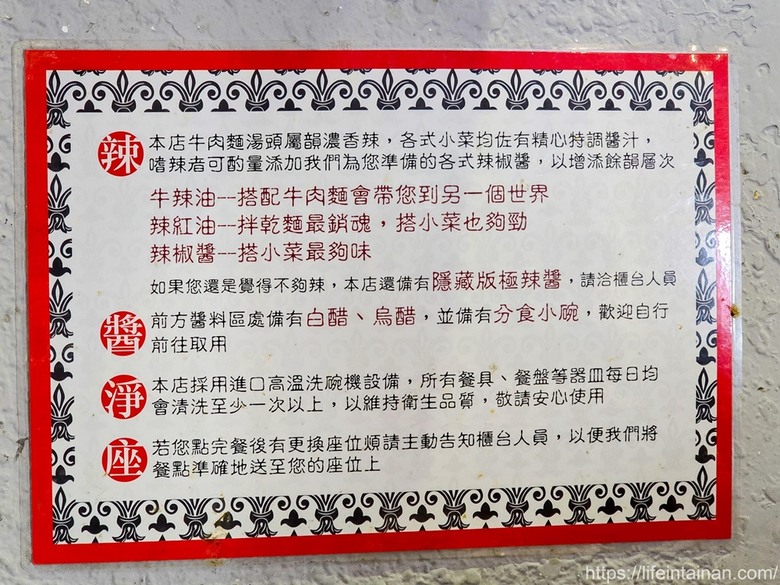 辣
本店牛肉麵湯頭屬韻濃香辣，各式小菜均佐有精心特調醬汁，
嗜辣者可酌量添加我們為您準備的各式辣椒醬，以增添餘韻層次
牛辣油---搭配牛肉麵會帶您到另一個世界
辣紅油---拌乾麵最銷魂，搭小菜也夠勁
辣椒醬---搭小菜最夠味
如果您還是覺得不夠辣，本店還備有隱藏版極辣醬，請洽櫃台人員
醬
前方醬料區處備有白醋、烏醋，並備有分食小碗，歡迎自行
前往取用
淨
本店採用進口高溫洗碗機設備，所有餐具、餐盤等器皿每日均
會清洗至少一次以上，以維持衛生品質，敬請安心使用
座
若您點完餐後有更換座位煩請主動告知櫃台人員，以便我們將
餐點準確地送至您的座位上
https://lifeintainan.com/